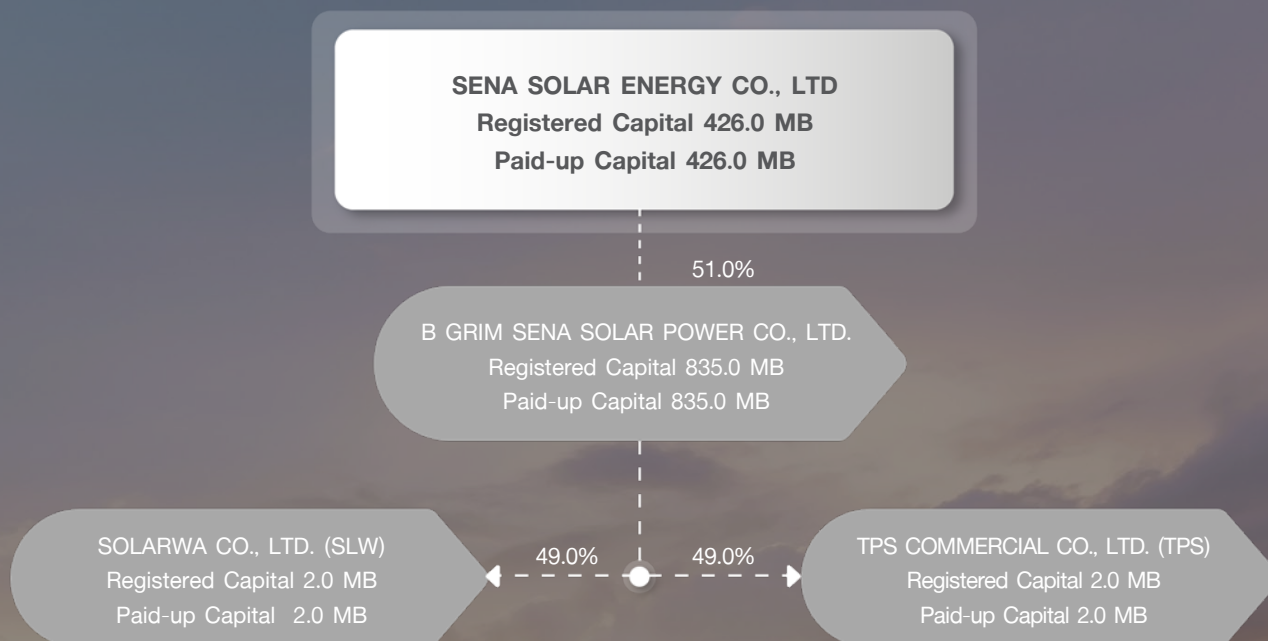 SENA SOLAR ENERGY CO., LTD
Registered Capital 426.0 MB
Paid-up Capital 426.0 MB
51.0%
B GRIM SENA SOLAR POWER CO., LTD.
Registered Capital 835.0 MB
Paid-up Capital 835.0 MB
SOLARWA CO., LTD. (SLW)
Registered Capital 2.0 MB
Paid-up Capital 2.0 MB
49.0%
49.0%
TPS COMMERCIAL CO., LTD. (TPS)
Registered Capital 2.0 MB
Paid-up Capital 2.0 MB